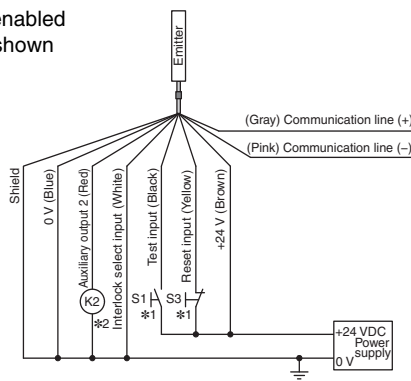 enabled
shown
Emitter
(Gray) Communication line (+)
(Pink) Communication line (−)
Shield
0 V (Blue)
Auxiliary output 2 (Red)
Interlock select input (White)
Test input (Black)
Reset input (Yellow)
+24 V (Brown)
K2
✻2
S1
✻1
S3
✻1
+24 VDC
Power
supply
0 V